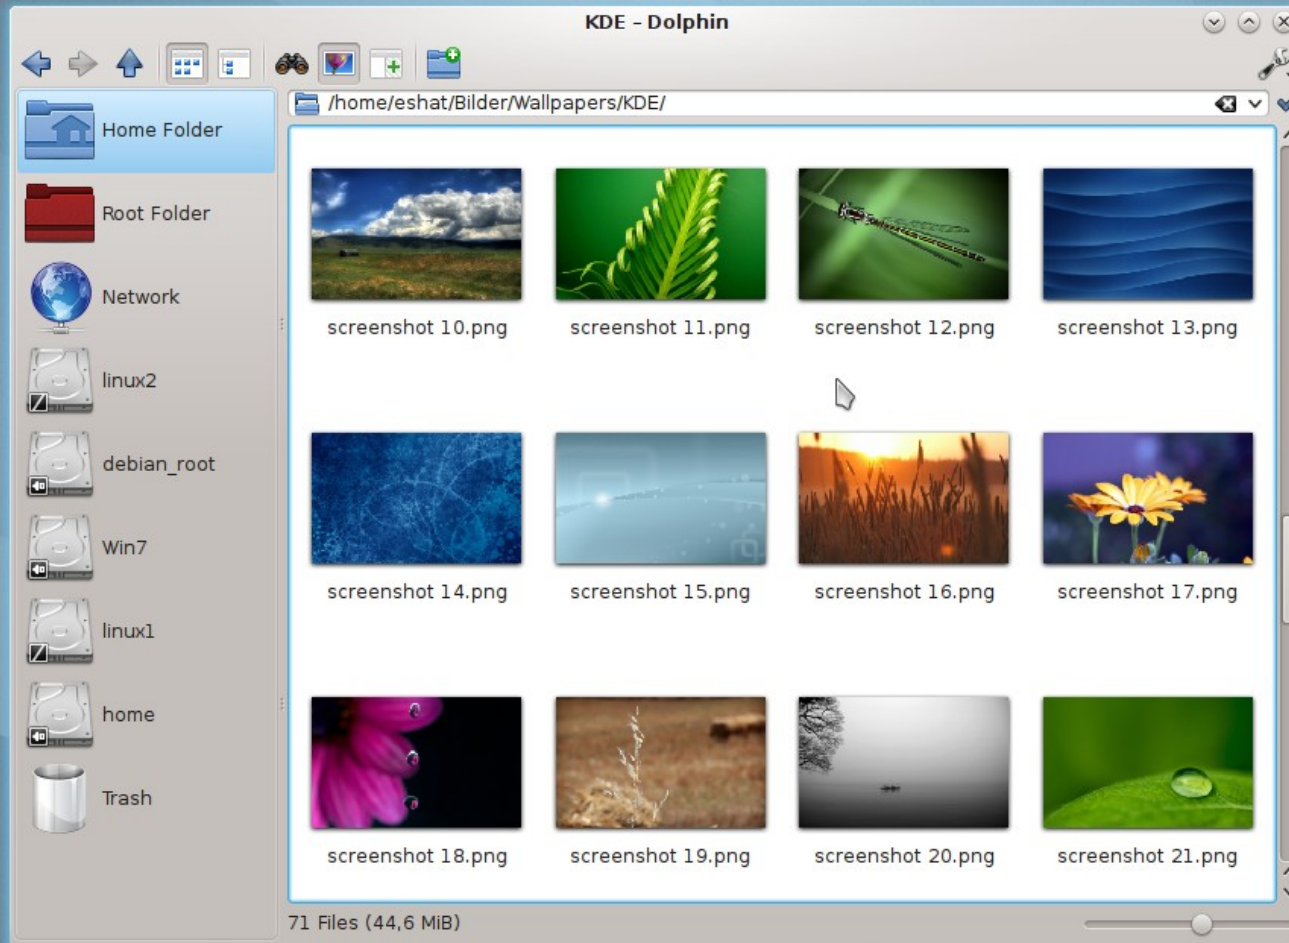 KDE – Dolphin
/home/eshat/Bilder/Wallpapers/KDE/
Home Folder
Root Folder
Network
linux2
debian_root
Win7
linux1
home
Trash
screenshot 10.png
screenshot 11.png
screenshot 12.png
screenshot 13.png
screenshot 14.png
screenshot 15.png
screenshot 16.png
screenshot 17.png
screenshot 18.png
screenshot 19.png
screenshot 20.png
screenshot 21.png
71 Files (44,6 MiB)